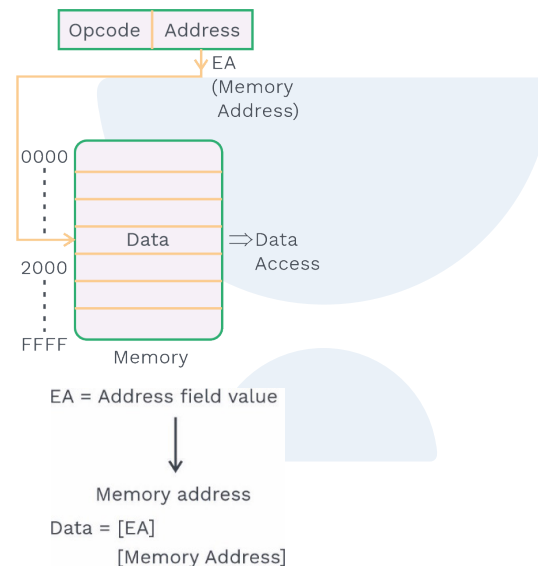 Opcode Address
EA
(Memory
Address)
0000
Data
Data
Access
2000
FFFF
Memory
EA = Address field value
Memory address
Data = [EA]
[Memory Address]